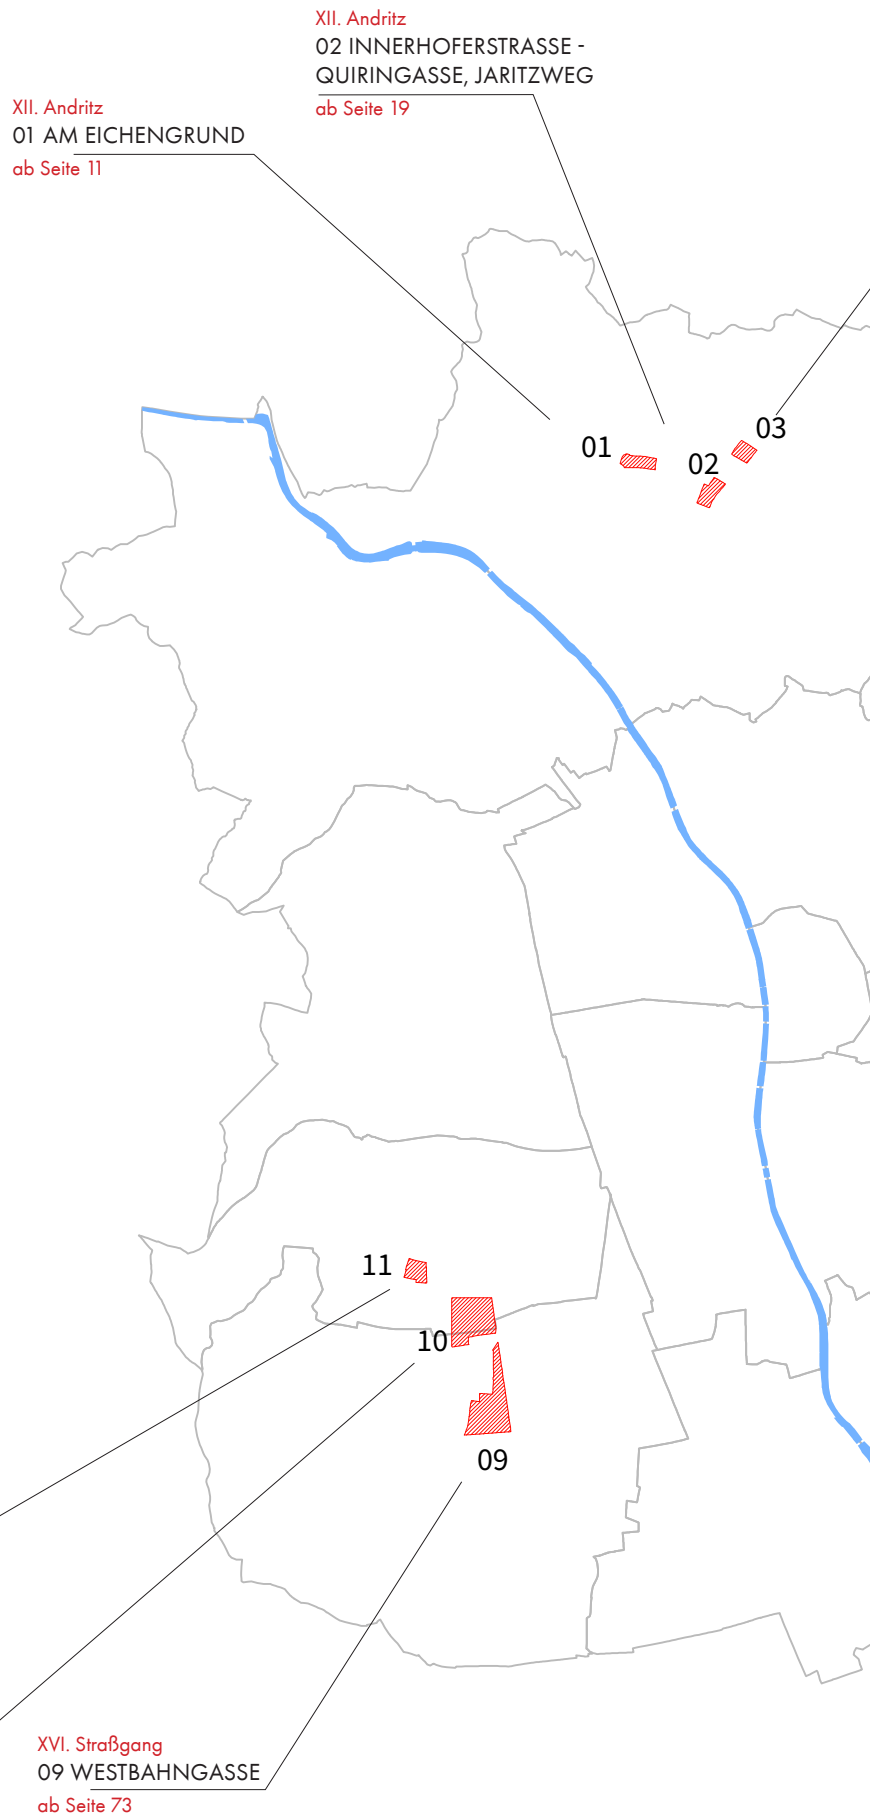 XII. Andritz
02 INNERHOFERSTRASSE -
QUIRINGASSE, JARITZWEG
ab Seite 19
XII. Andritz
01 AM EICHENGRUND
ab Seite 11
03
01
02
11
10
09
XVI. Straßgang
09 WESTBAHNGASSE
ab Seite 73